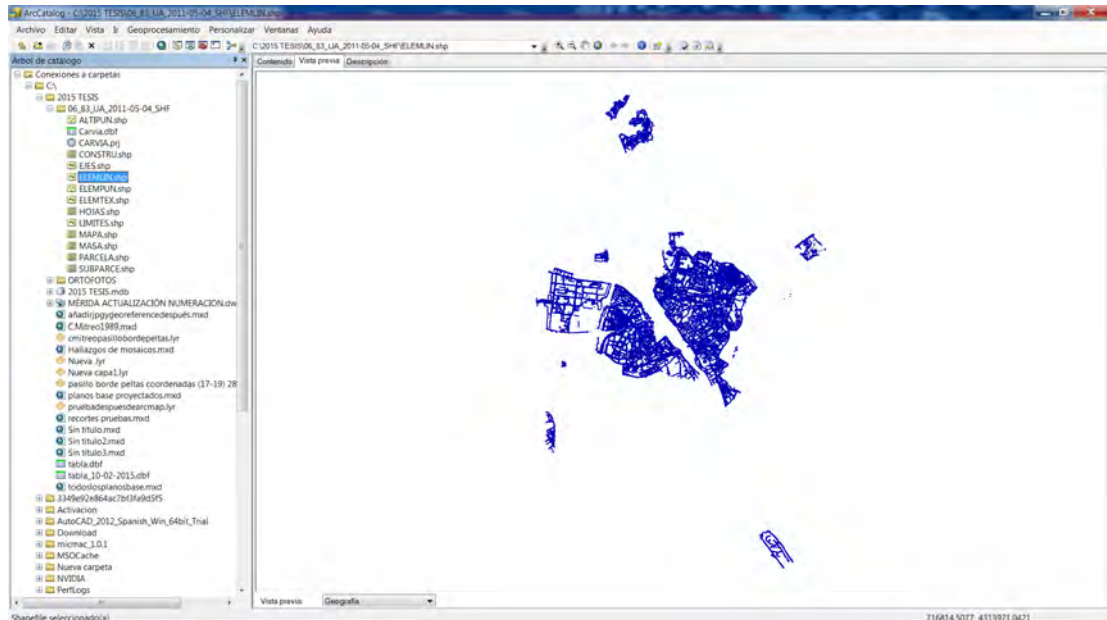 ArcCatalog - C:\2015 TESIS\06_83_UA_2011-05-04_SHF\ELEMLIN.shp
Archivo Editar Vista Ir Geoprocesamiento Personalizar Ventanas Ayuda
C:\2015 TESIS\06_83_UA_2011-05-04_SHF\ELEMLIN.shp
Árbol de catálogo
Contenido Vista previa Descripción
Conexiones a carpetas
C:\
2015 TESIS
06_83_UA_2011-05-04_SHF
ALTIPUN.shp
Carvia.dbf
CARVIA.prj
CONSTRU.shp
EJES.shp
ELEMLIN.shp
ELEMPUN.shp
ELEMTEX.shp
HOJAS.shp
LIMITES.shp
MAPA.shp
MASA.shp
PARCELA.shp
SUBPARCE.shp
ORTOFOTOS
2015 TESIS.mdb
MÉRIDA ACTUALIZACIÓN NUMERACION.dw
añadirjpgygeoreferencedespués.mxd
C.Mitreo1989.mxd
cmitreopasillobordepeltas.lyr
Hallazgos de mosaicos.mxd
Nueva .lyr
Nueva capa1.lyr
pasillo borde peltas coordenadas (17-19) 28
planos base proyectados.mxd
pruebadespuesdearcmap.lyr
recortes pruebas.mxd
Sin título.mxd
Sin título2.mxd
Sin título3.mxd
tabla.dbf
tabla_10-02-2015.dbf
todoslosplanosbase.mxd
3349e92e864ac7bf3fa9d5f5
Activacion
AutoCAD_2012_Spanish_Win_64bit_Trial
Download
micmac_1.0.1
MSOCache
Nueva carpeta
NVIDIA
PerfLogs
Vista previa: Geografía
Shapefile seleccionado(a)
716814,5077 4313971,0421